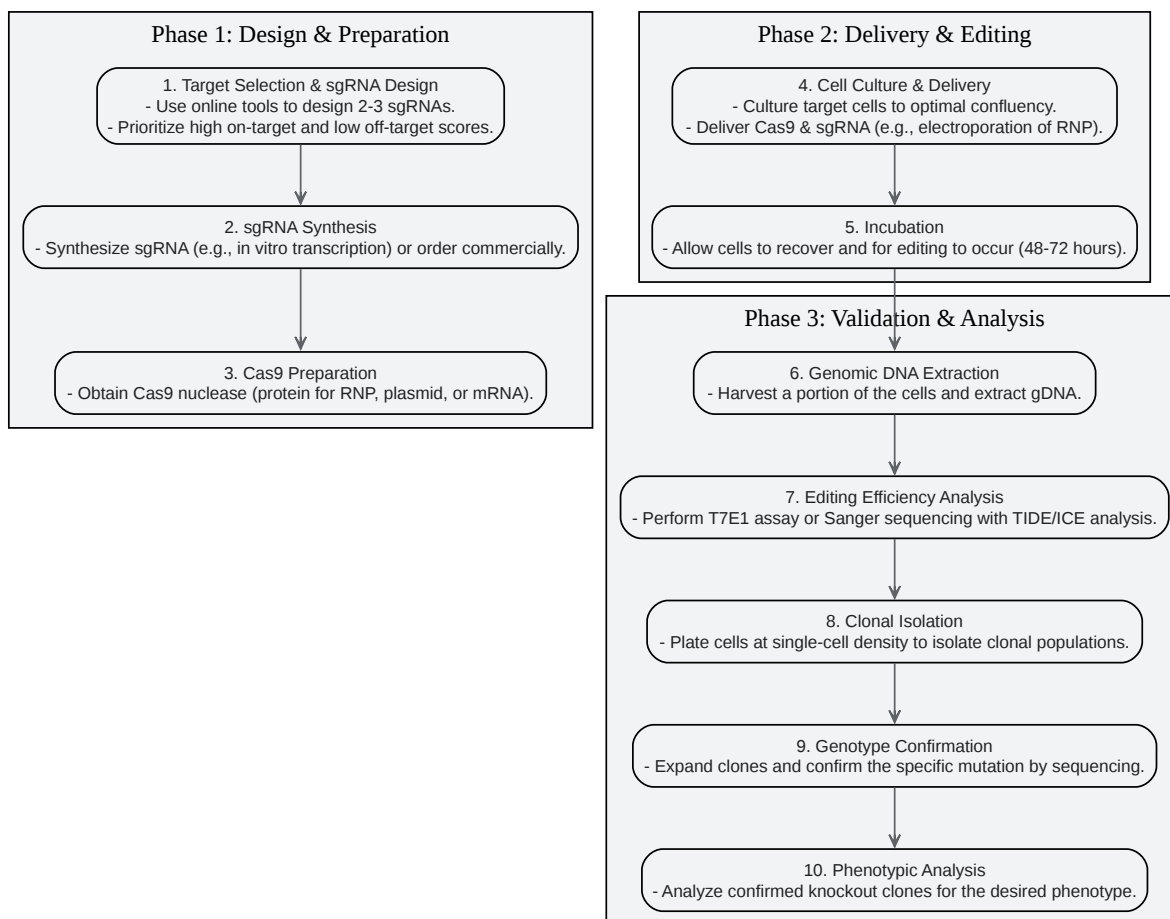 Phase 1: Design & Preparation
1. Target Selection & sgRNA Design
- Use online tools to design 2-3 sgRNAs.
- Prioritize high on-target and low off-target scores.
2. sgRNA Synthesis
- Synthesize sgRNA (e.g., in vitro transcription) or order commercially.
3. Cas9 Preparation
- Obtain Cas9 nuclease (protein for RNP, plasmid, or mRNA).
Phase 2: Delivery & Editing
4. Cell Culture & Delivery
- Culture target cells to optimal confluency.
- Deliver Cas9 & sgRNA (e.g., electroporation of RNP).
5. Incubation
- Allow cells to recover and for editing to occur (48-72 hours).
Phase 3: Validation & Analysis
6. Genomic DNA Extraction
- Harvest a portion of the cells and extract gDNA.
7. Editing Efficiency Analysis
- Perform T7E1 assay or Sanger sequencing with TIDE/ICE analysis.
8. Clonal Isolation
- Plate cells at single-cell density to isolate clonal populations.
9. Genotype Confirmation
- Expand clones and confirm the specific mutation by sequencing.
10. Phenotypic Analysis
- Analyze confirmed knockout clones for the desired phenotype.